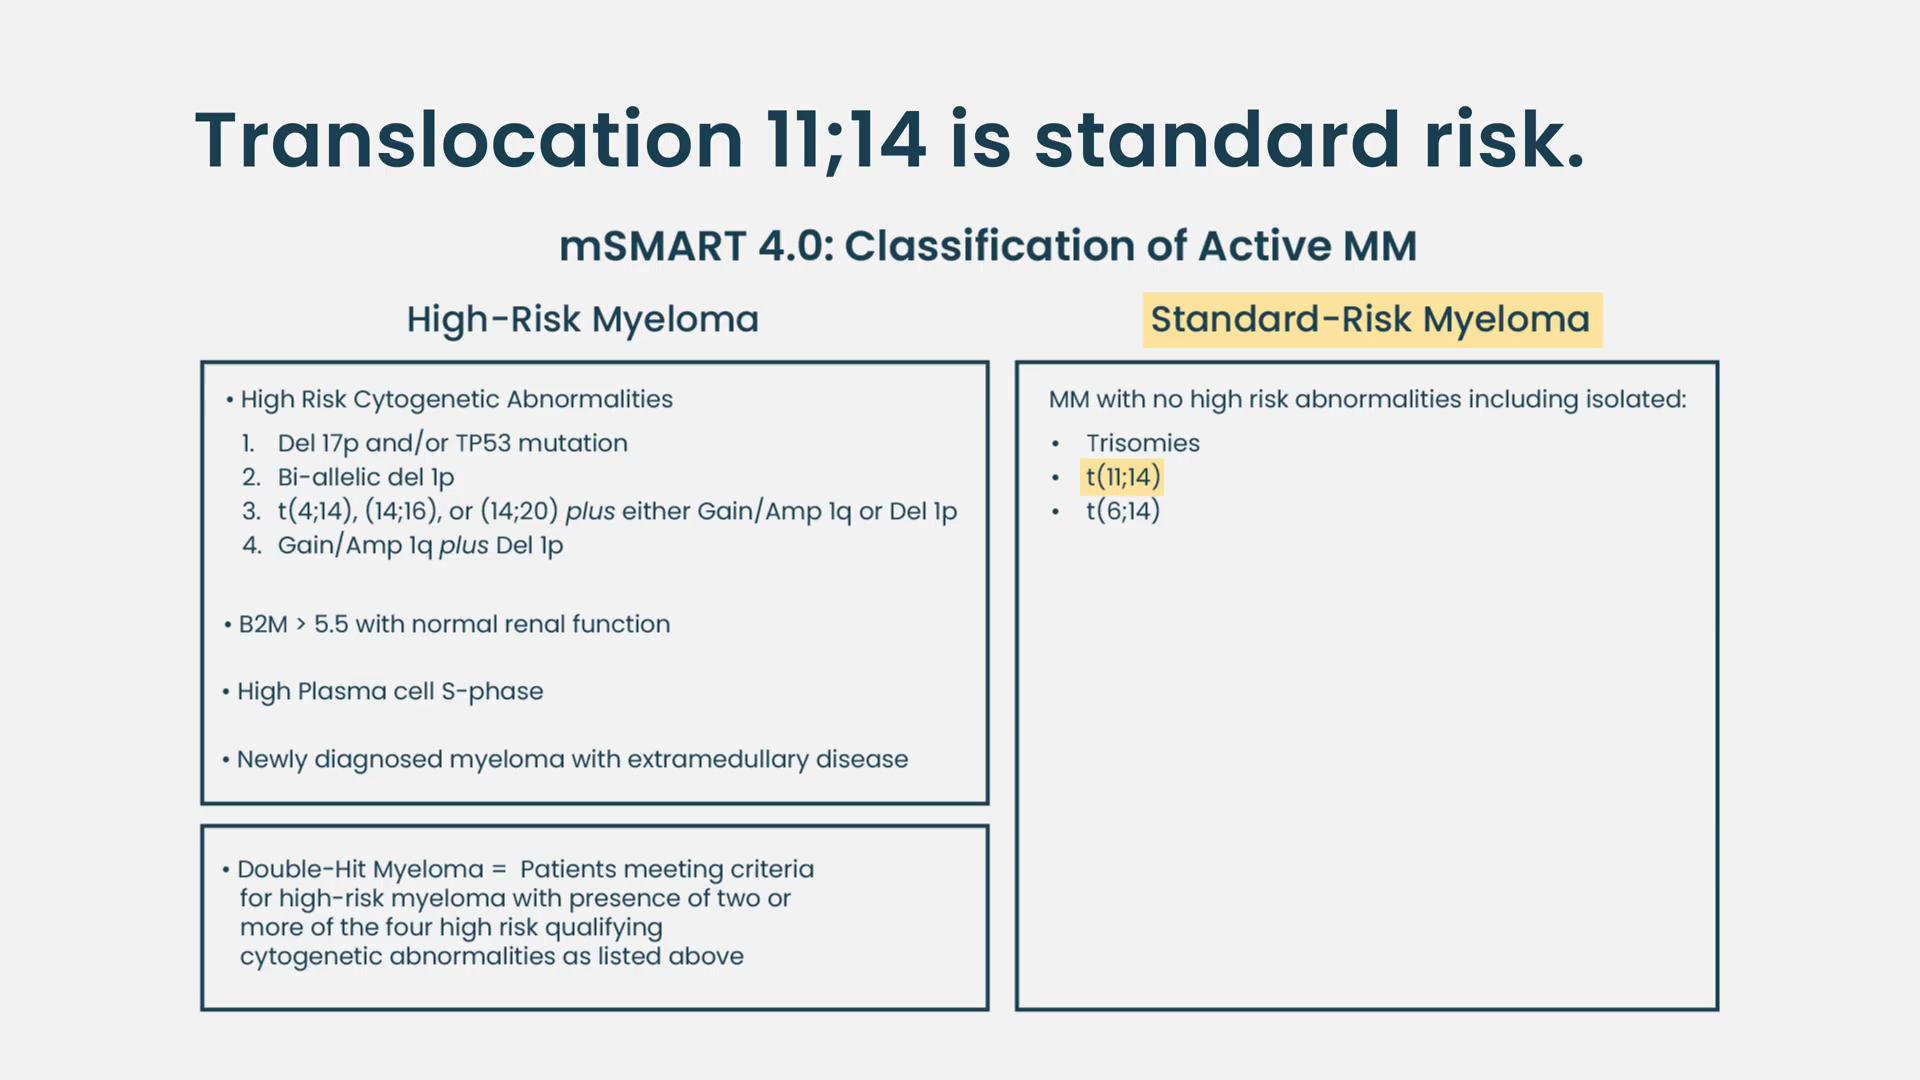 Translocation 11;14 is standard risk.
mSMART 4.0: Classification of Active MM
High-Risk Myeloma
• High Risk Cytogenetic Abnormalities
1. Del 17p and/or TP53 mutation
2. Bi-allelic del 1p
3. t(4;14), (14;16), or (14;20) plus either Gain/Amp 1q or Del 1p
4. Gain/Amp 1q plus Del 1p
• B2M > 5.5 with normal renal function
• High Plasma cell S-phase
• Newly diagnosed myeloma with extramedullary disease
• Double-Hit Myeloma = Patients meeting criteria
for high-risk myeloma with presence of two or
more of the four high risk qualifying
cytogenetic abnormalities as listed above
Standard-Risk Myeloma
MM with no high risk abnormalities including isolated:
• Trisomies
• t(11;14)
• t(6;14)